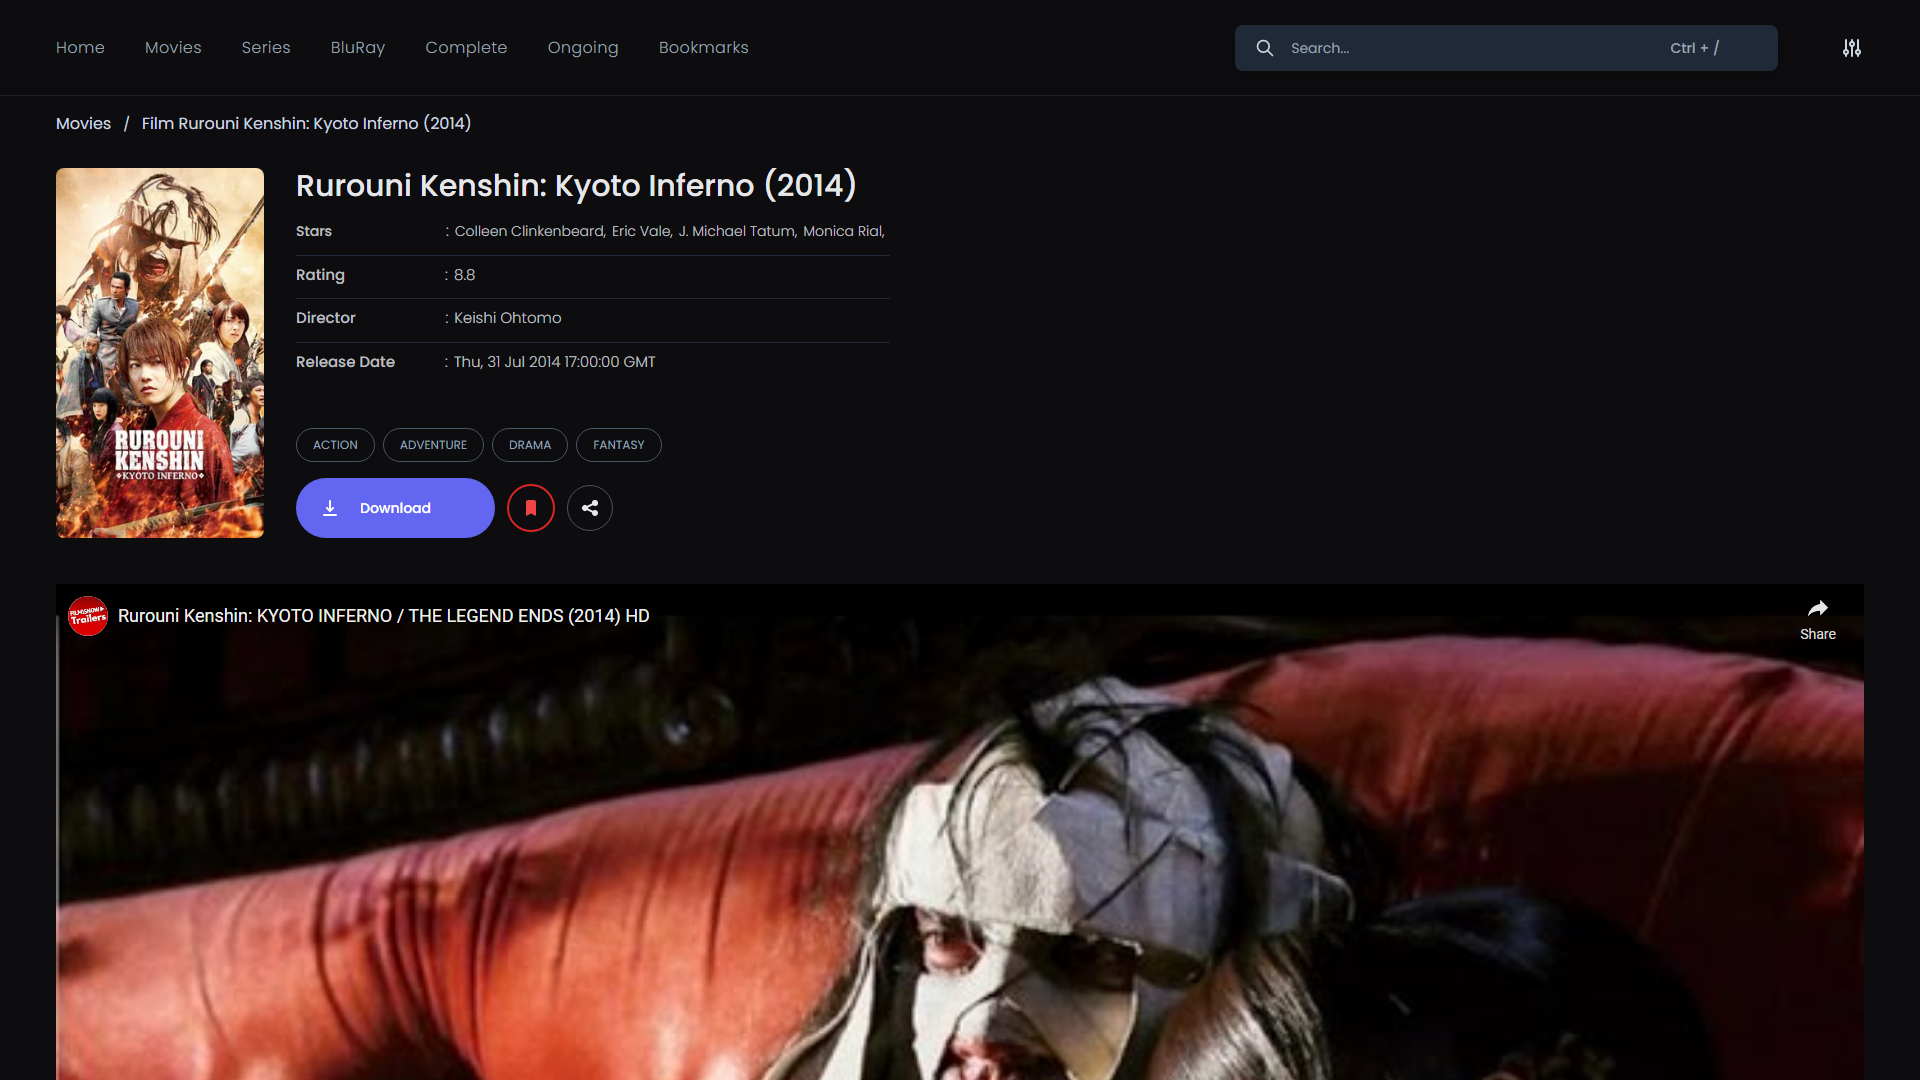 Home Movies Series BluRay Complete Ongoing Bookmarks Search... Ctrl + /
Movies / Film Rurouni Kenshin: Kyoto Inferno (2014)
Rurouni Kenshin: Kyoto Inferno (2014)
Stars : Colleen Clinkenbeard, Eric Vale, J. Michael Tatum, Monica Rial,
Rating : 8.8
Director : Keishi Ohtomo
Release Date : Thu, 31 Jul 2014 17:00:00 GMT
ACTION ADVENTURE DRAMA FANTASY
Download
RUROUNI
KENSHIN
KYOTO INFERNO
FILMISNOW
Trailers
Rurouni Kenshin: KYOTO INFERNO / THE LEGEND ENDS (2014) HD
Share